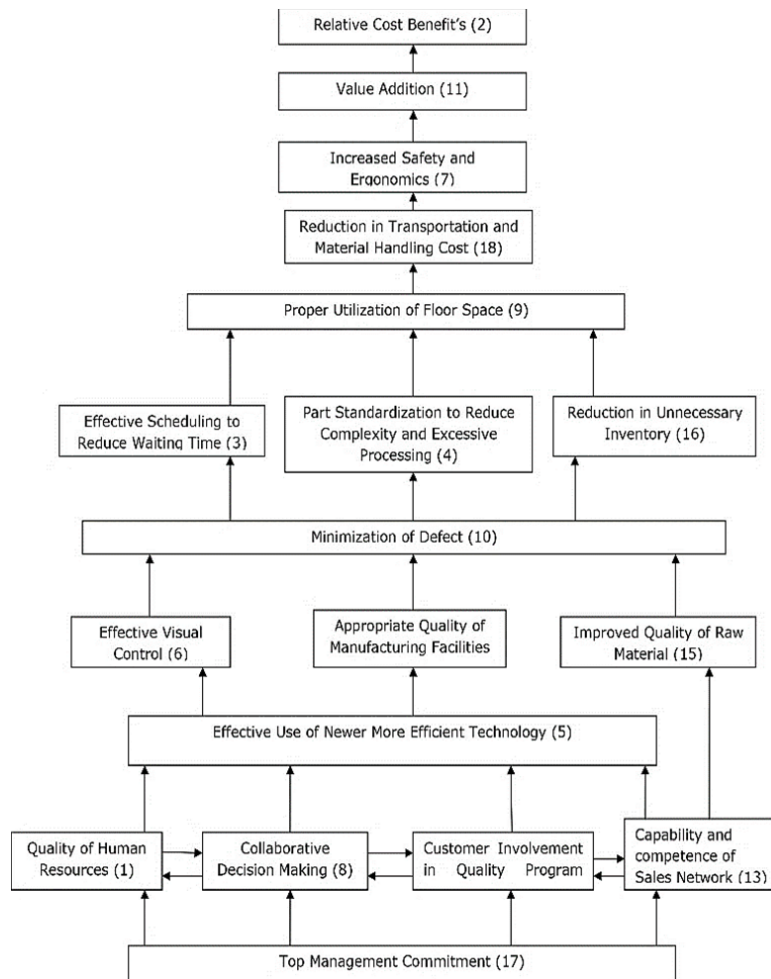 Relative Cost Benefit's (2)
Value Addition (11)
Increased Safety and
Ergonomics (7)
Reduction in Transportation and
Material Handling Cost (18)
Proper Utilization of Floor Space (9)
Effective Scheduling to
Reduce Waiting Time (3)
Part Standardization to Reduce
Complexity and Excessive
Processing (4)
Reduction in Unnecessary
Inventory (16)
Minimization of Defect (10)
Effective Visual
Control (6)
Appropriate Quality of
Manufacturing Facilities
Improved Quality of Raw
Material (15)
Effective Use of Newer More Efficient Technology (5)
Quality of Human
Resources (1)
Collaborative
Decision Making (8)
Customer Involvement
in Quality Program
Capability and
competence of
Sales Network (13)
Top Management Commitment (17)